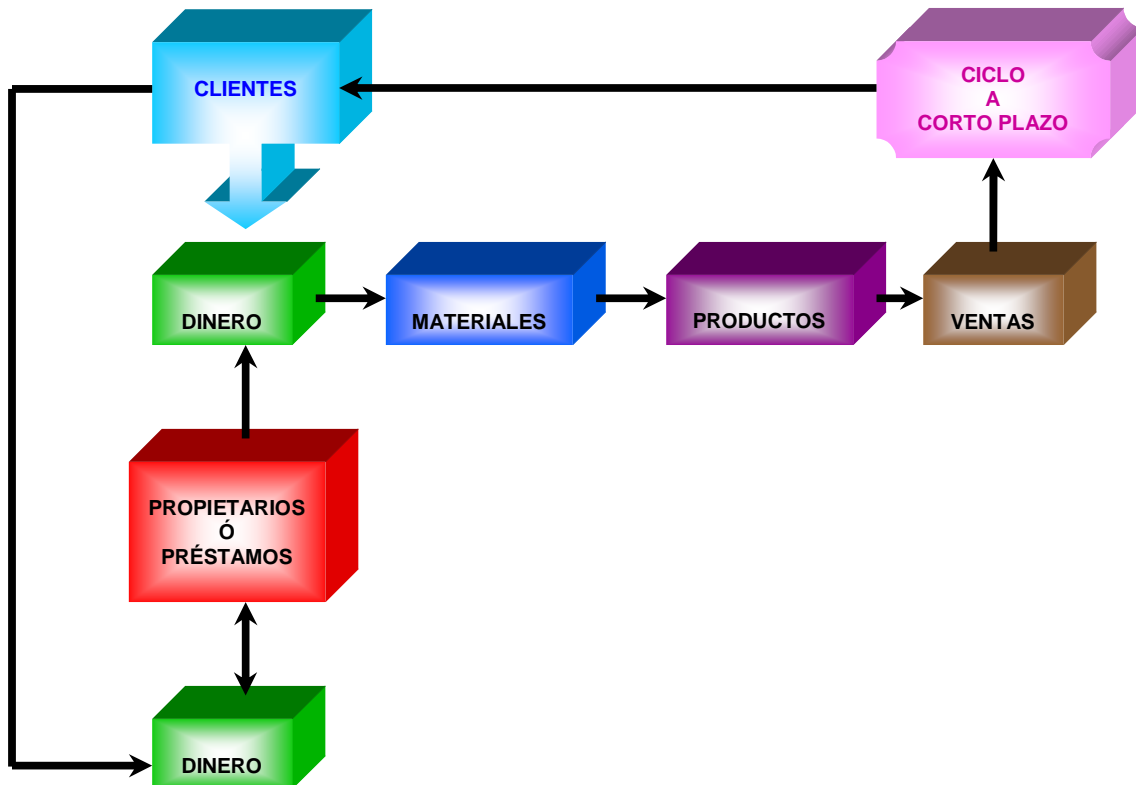 CLIENTES
CICLO
A
CORTO PLAZO
DINERO
MATERIALES
PRODUCTOS
VENTAS
PROPIETARIOS
Ó
PRÉSTAMOS
DINERO